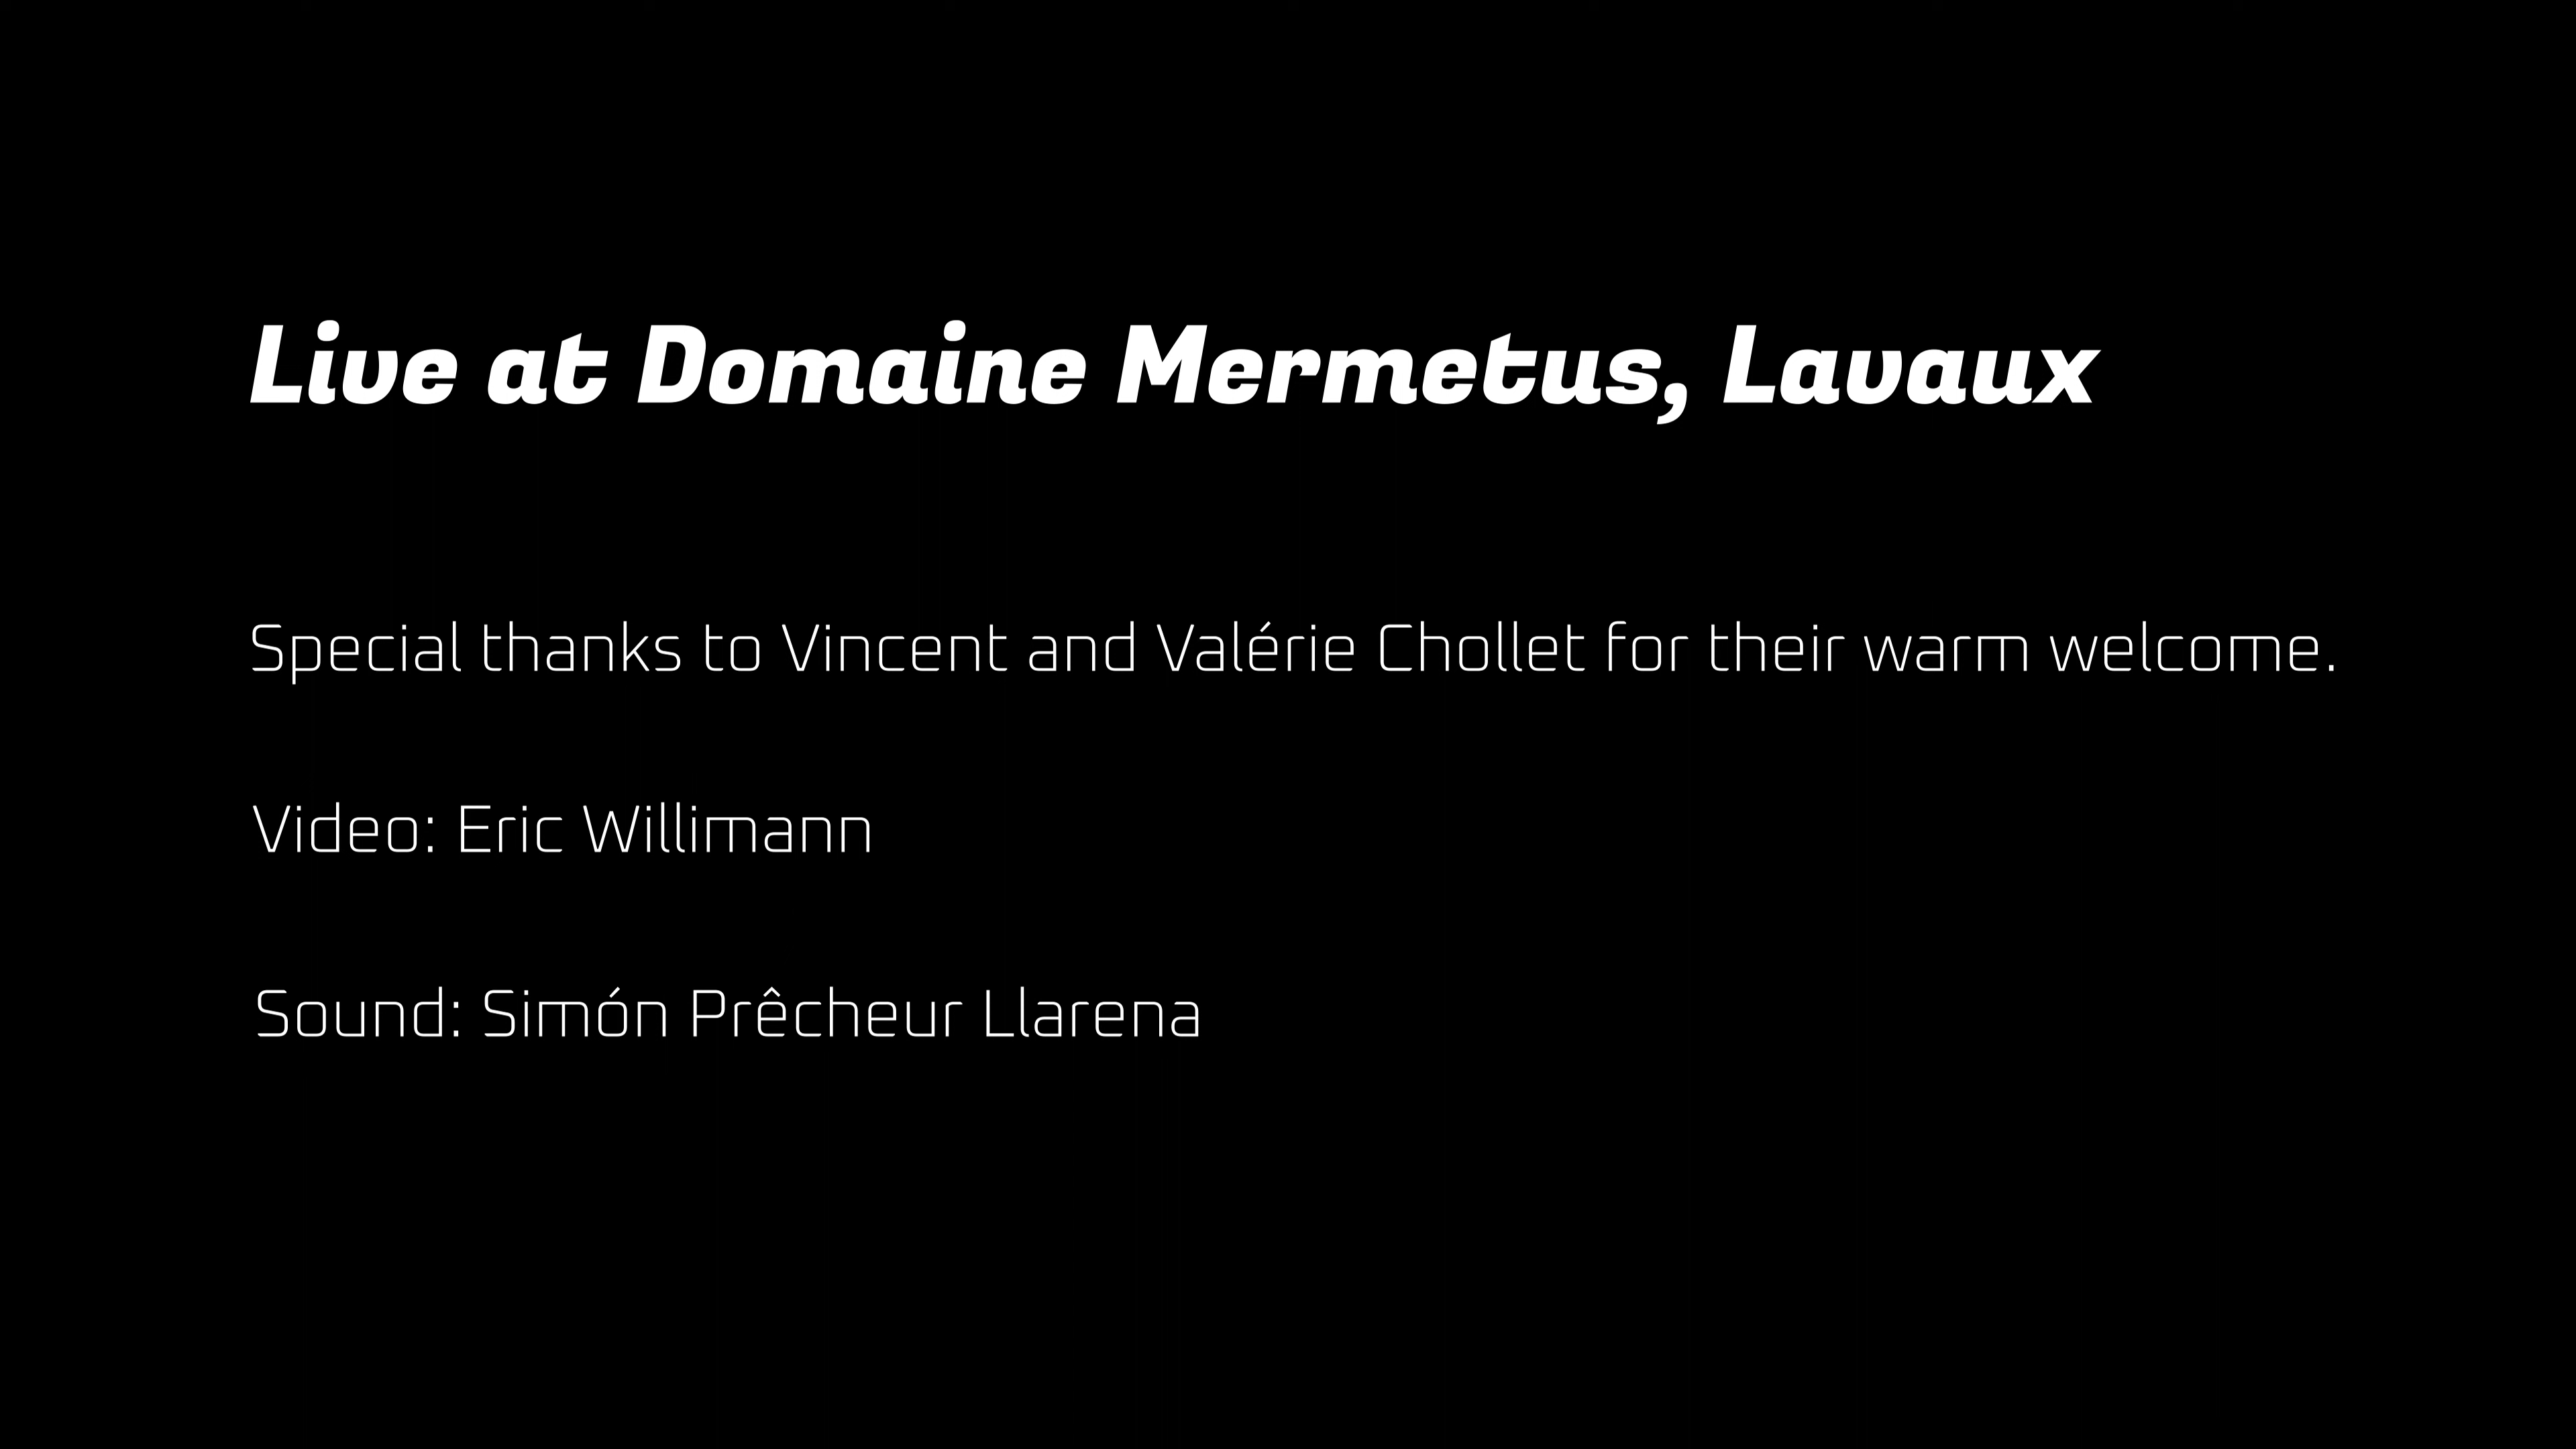 Live at Domaine Mermetus, Lavaux
Special thanks to Vincent and Valérie Chollet for their warm welcome.
Video: Eric Willimann
Sound: Simón Prêcheur Llarena